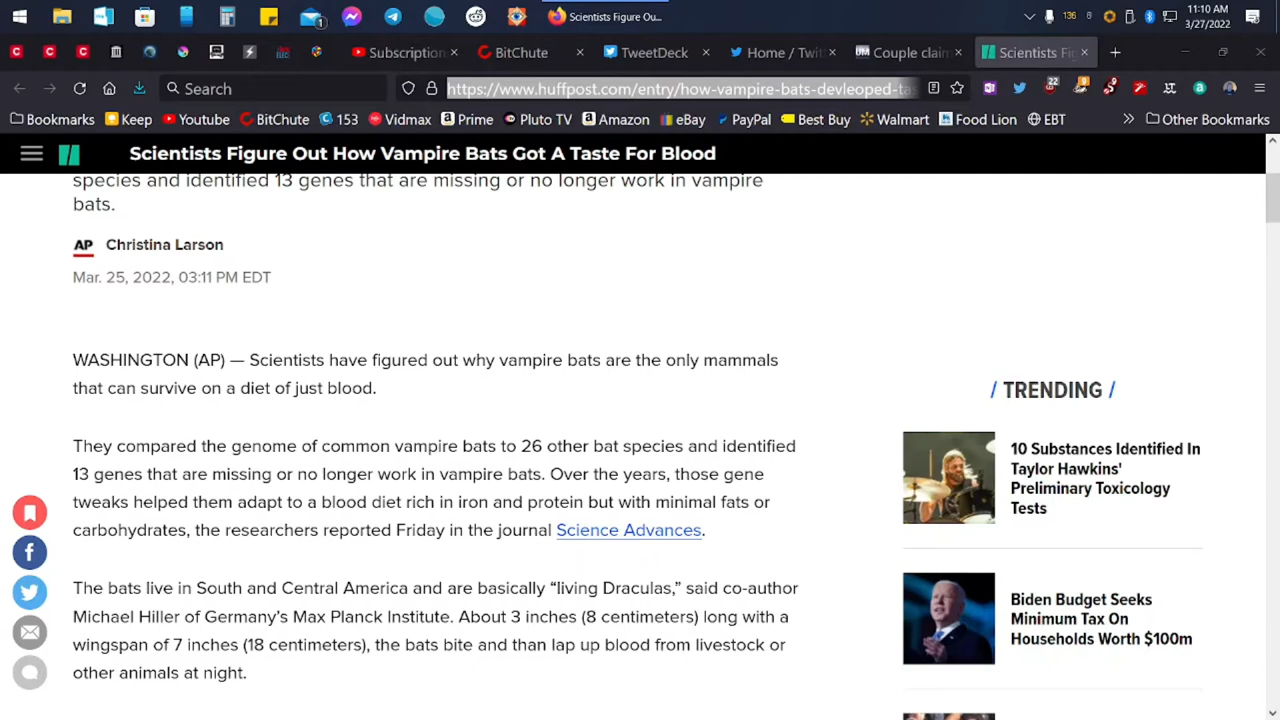 1
Scientists Figure Ou...
136
8
11:10 AM
3/27/2022
Subscription
BitChute
TweetDeck
Home / Twit
Couple clain
Scientists Fig
Search
https://www.huffpost.com/entry/how-vampire-bats-devleoped-ta
22
9
9
Bookmarks
Keep
Youtube
BitChute
153
Vidmax
Prime
Pluto TV
Amazon
eBay
PayPal
Best Buy
Walmart
Food Lion
EBT
Other Bookmarks
Scientists Figure Out How Vampire Bats Got A Taste For Blood
species and identified 13 genes that are missing or no longer work in vampire
bats.
AP Christina Larson
Mar. 25, 2022, 03:11 PM EDT
WASHINGTON (AP) — Scientists have figured out why vampire bats are the only mammals
that can survive on a diet of just blood.
They compared the genome of common vampire bats to 26 other bat species and identified
13 genes that are missing or no longer work in vampire bats. Over the years, those gene
tweaks helped them adapt to a blood diet rich in iron and protein but with minimal fats or
carbohydrates, the researchers reported Friday in the journal Science Advances.
The bats live in South and Central America and are basically “living Draculas,” said co-author
Michael Hiller of Germany’s Max Planck Institute. About 3 inches (8 centimeters) long with a
wingspan of 7 inches (18 centimeters), the bats bite and than lap up blood from livestock or
other animals at night.
/ TRENDING /
10 Substances Identified In
Taylor Hawkins'
Preliminary Toxicology
Tests
Biden Budget Seeks
Minimum Tax On
Households Worth $100m